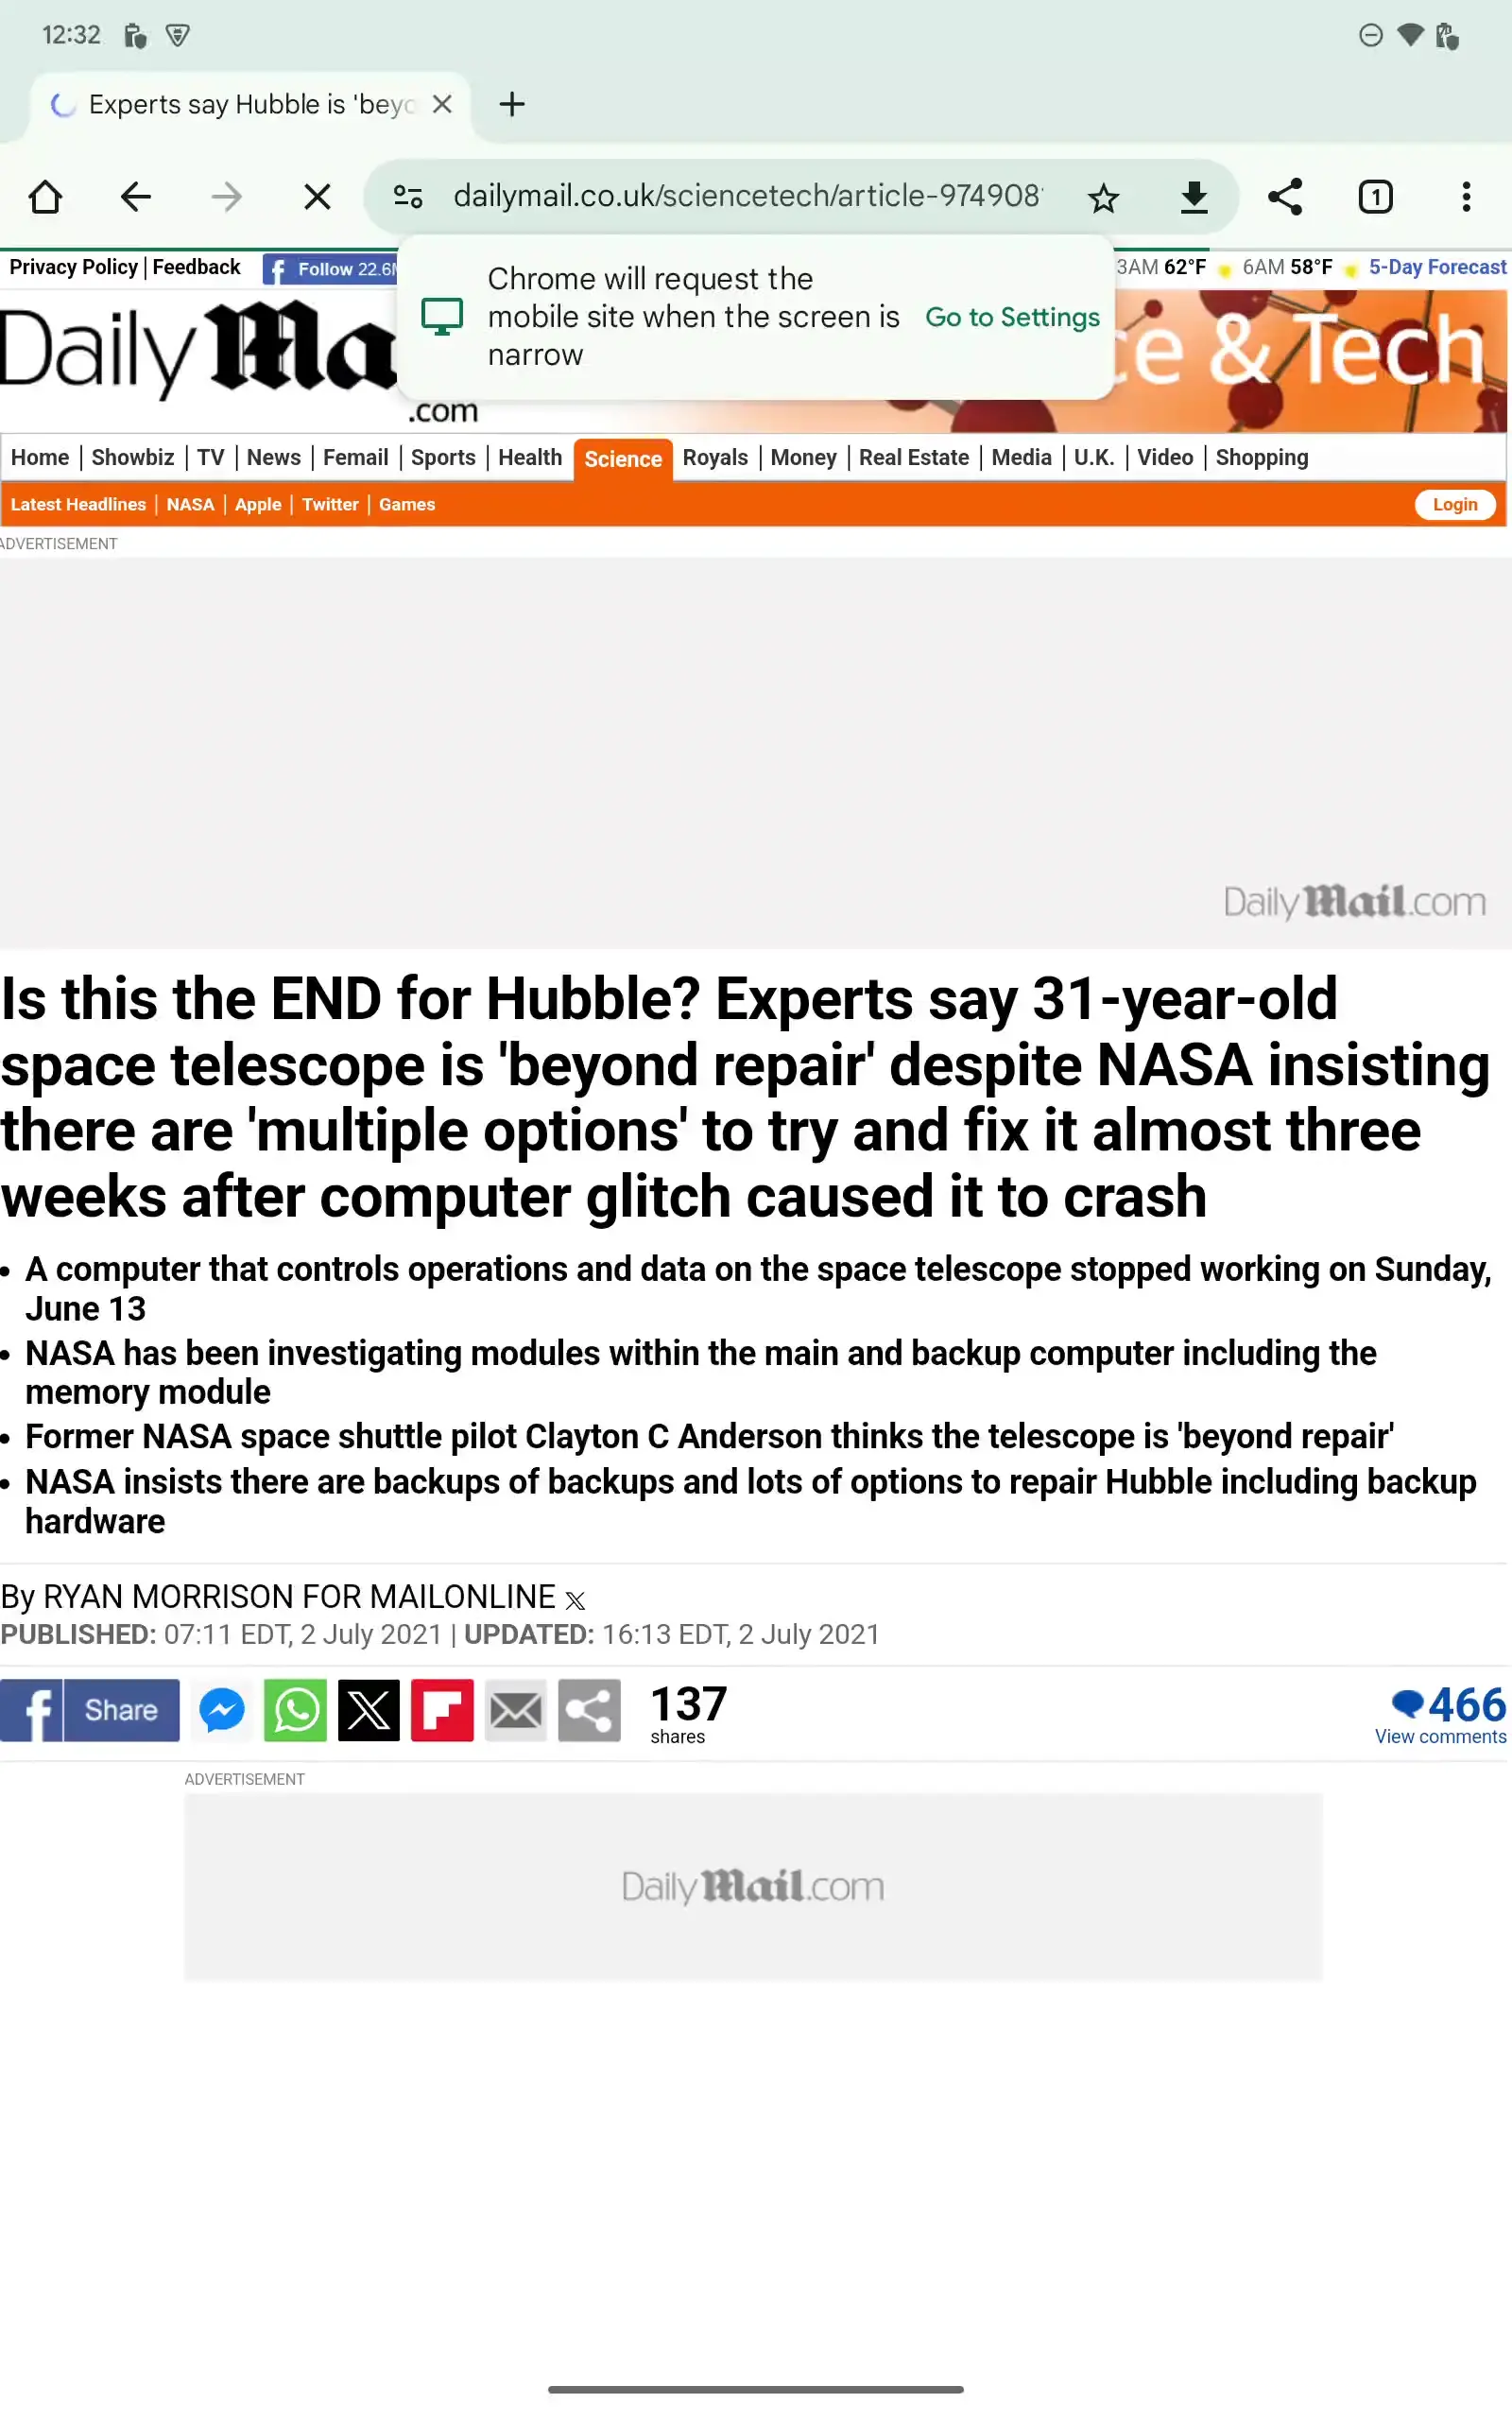 12:32
Experts say Hubble is 'beyo
dailymail.co.uk/sciencetech/article-974908
1
Privacy Policy | Feedback
Follow 22.6
3AM 62°F 6AM 58°F 5-Day Forecast
Chrome will request the
mobile site when the screen is
narrow
Go to Settings
Daily Ma
.com
ce & Tech
Home | Showbiz | TV | News | Femail | Sports | Health Science Royals | Money | Real Estate | Media | U.K. | Video | Shopping
Latest Headlines | NASA | Apple | Twitter | Games
Login
ADVERTISEMENT
Daily Mail.com
Is this the END for Hubble? Experts say 31-year-old
space telescope is 'beyond repair' despite NASA insisting
there are 'multiple options' to try and fix it almost three
weeks after computer glitch caused it to crash
• A computer that controls operations and data on the space telescope stopped working on Sunday,
June 13
• NASA has been investigating modules within the main and backup computer including the
memory module
• Former NASA space shuttle pilot Clayton C Anderson thinks the telescope is 'beyond repair'
• NASA insists there are backups of backups and lots of options to repair Hubble including backup
hardware
By RYAN MORRISON FOR MAILONLINE
PUBLISHED: 07:11 EDT, 2 July 2021 | UPDATED: 16:13 EDT, 2 July 2021
Share
137
shares
466
View comments
ADVERTISEMENT
Daily Mail.com